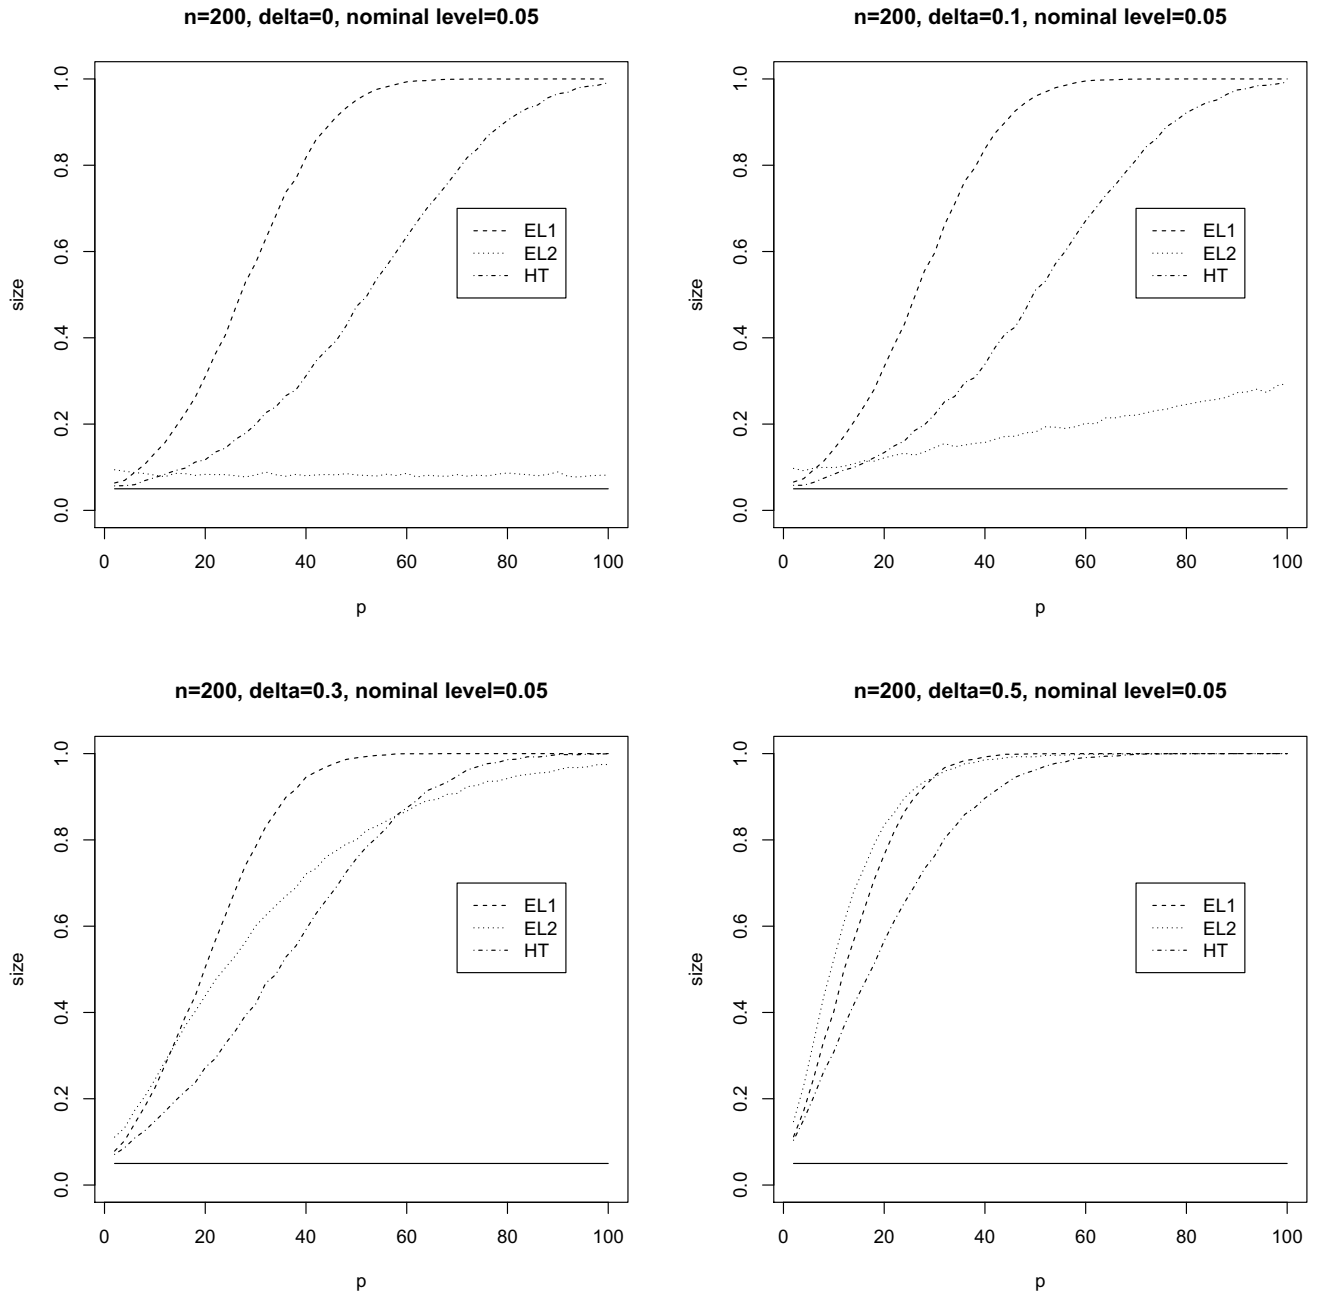 n=200, delta=0, nominal level=0.05
size
0.0 0.2 0.4 0.6 0.8 1.0
EL1
EL2
HT
0 20 40 60 80 100
p
n=200, delta=0.1, nominal level=0.05
size
0.0 0.2 0.4 0.6 0.8 1.0
EL1
EL2
HT
0 20 40 60 80 100
p
n=200, delta=0.3, nominal level=0.05
size
0.0 0.2 0.4 0.6 0.8 1.0
EL1
EL2
HT
0 20 40 60 80 100
p
n=200, delta=0.5, nominal level=0.05
size
0.0 0.2 0.4 0.6 0.8 1.0
EL1
EL2
HT
0 20 40 60 80 100
p